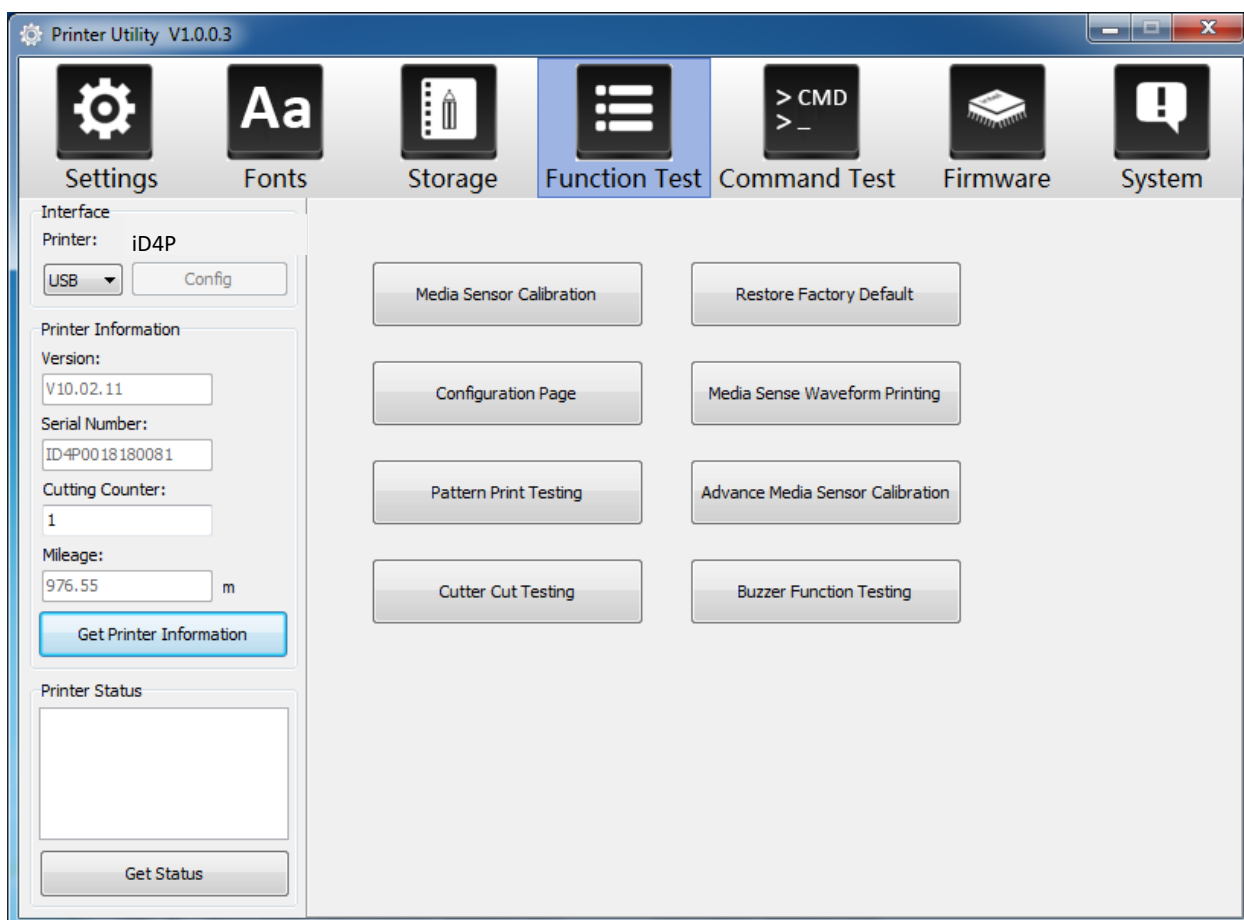 Printer Utility V1.0.0.3
Aa
> CMD
> _
Settings
Fonts
Storage
Function Test
Command Test
Firmware
System
Interface
Printer: iD4P
USB
Config
Printer Information
Version:
V10.02.11
Serial Number:
ID4P0018180081
Cutting Counter:
1
Mileage:
976.55 m
Get Printer Information
Printer Status
Get Status
Media Sensor Calibration
Restore Factory Default
Configuration Page
Media Sense Waveform Printing
Pattern Print Testing
Advance Media Sensor Calibration
Cutter Cut Testing
Buzzer Function Testing